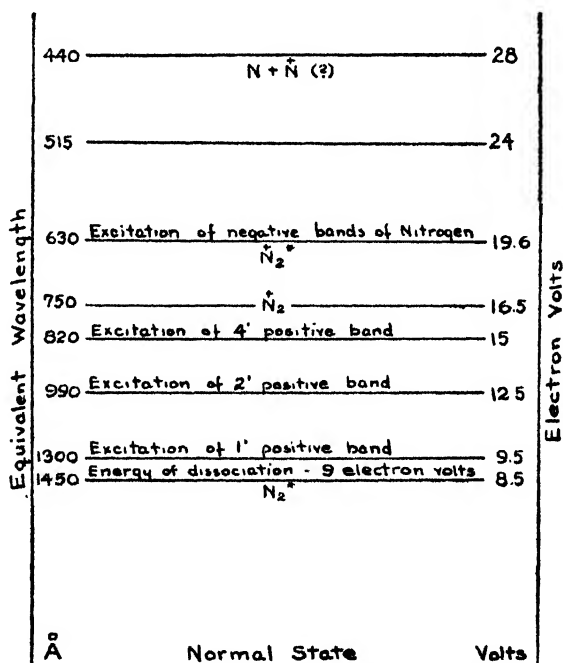 440 28
N + N⁺ (?)
515 24
Excitation of negative bands of Nitrogen
630 19.6
N₂⁺*
750 N₂⁺ 16.5
Excitation of 4' positive band
820 15
Excitation of 2' positive band
990 12.5
Excitation of 1' positive band
1300 9.5
Energy of dissociation - 9 electron volts
1450 8.5
N₂*
Å Normal State Volts
Equivalent Wavelength
Electron Volts